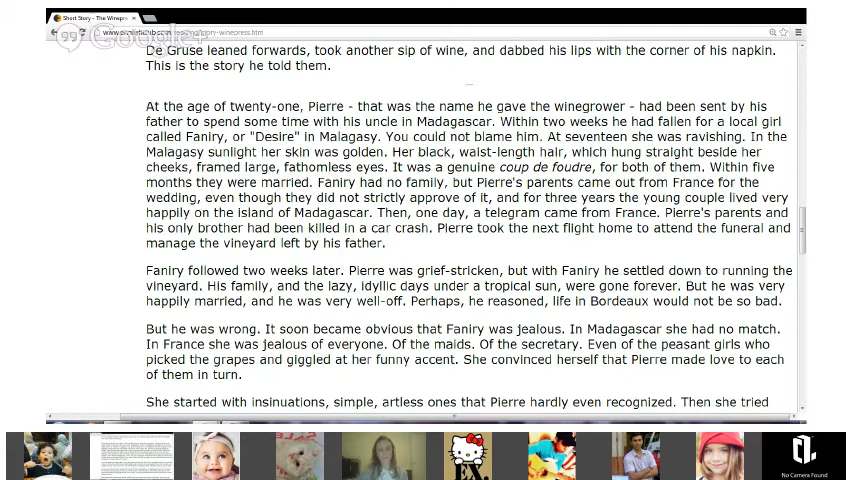 Short Story - The Winepre
Google+
www.englishclub.com/reading/story-winepress.htm
De Gruse leaned forwards, took another sip of wine, and dabbed his lips with the corner of his napkin.
This is the story he told them.
At the age of twenty-one, Pierre - that was the name he gave the winegrower - had been sent by his
father to spend some time with his uncle in Madagascar. Within two weeks he had fallen for a local girl
called Faniry, or "Desire" in Malagasy. You could not blame him. At seventeen she was ravishing. In the
Malagasy sunlight her skin was golden. Her black, waist-length hair, which hung straight beside her
cheeks, framed large, fathomless eyes. It was a genuine coup de foudre, for both of them. Within five
months they were married. Faniry had no family, but Pierre's parents came out from France for the
wedding, even though they did not strictly approve of it, and for three years the young couple lived very
happily on the island of Madagascar. Then, one day, a telegram came from France. Pierre's parents and
his only brother had been killed in a car crash. Pierre took the next flight home to attend the funeral and
manage the vineyard left by his father.
Faniry followed two weeks later. Pierre was grief-stricken, but with Faniry he settled down to running the
vineyard. His family, and the lazy, idyllic days under a tropical sun, were gone forever. But he was very
happily married, and he was very well-off. Perhaps, he reasoned, life in Bordeaux would not be so bad.
But he was wrong. It soon became obvious that Faniry was jealous. In Madagascar she had no match.
In France she was jealous of everyone. Of the maids. Of the secretary. Even of the peasant girls who
picked the grapes and giggled at her funny accent. She convinced herself that Pierre made love to each
of them in turn.
She started with insinuations, simple, artless ones that Pierre hardly even recognized. Then she tried
No Camera Found